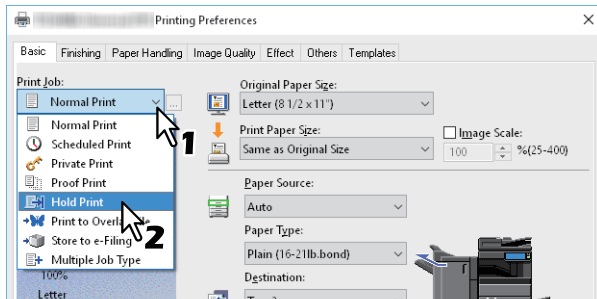 Printing Preferences
Basic Finishing Paper Handling Image Quality Effect Others Templates
Print Job:
Normal Print
...
1
Normal Print
Scheduled Print
Private Print
Proof Print
Hold Print
Print to Overl
Store to e-Filing
2
Multiple Job Type
100%
Letter
Original Paper Size:
Letter (8 1/2 x 11")
Print Paper Size:
Same as Original Size
Image Scale:
100 %(25-400)
Paper Source:
Auto
Paper Type:
Plain (16-21lb.bond)
Destination: